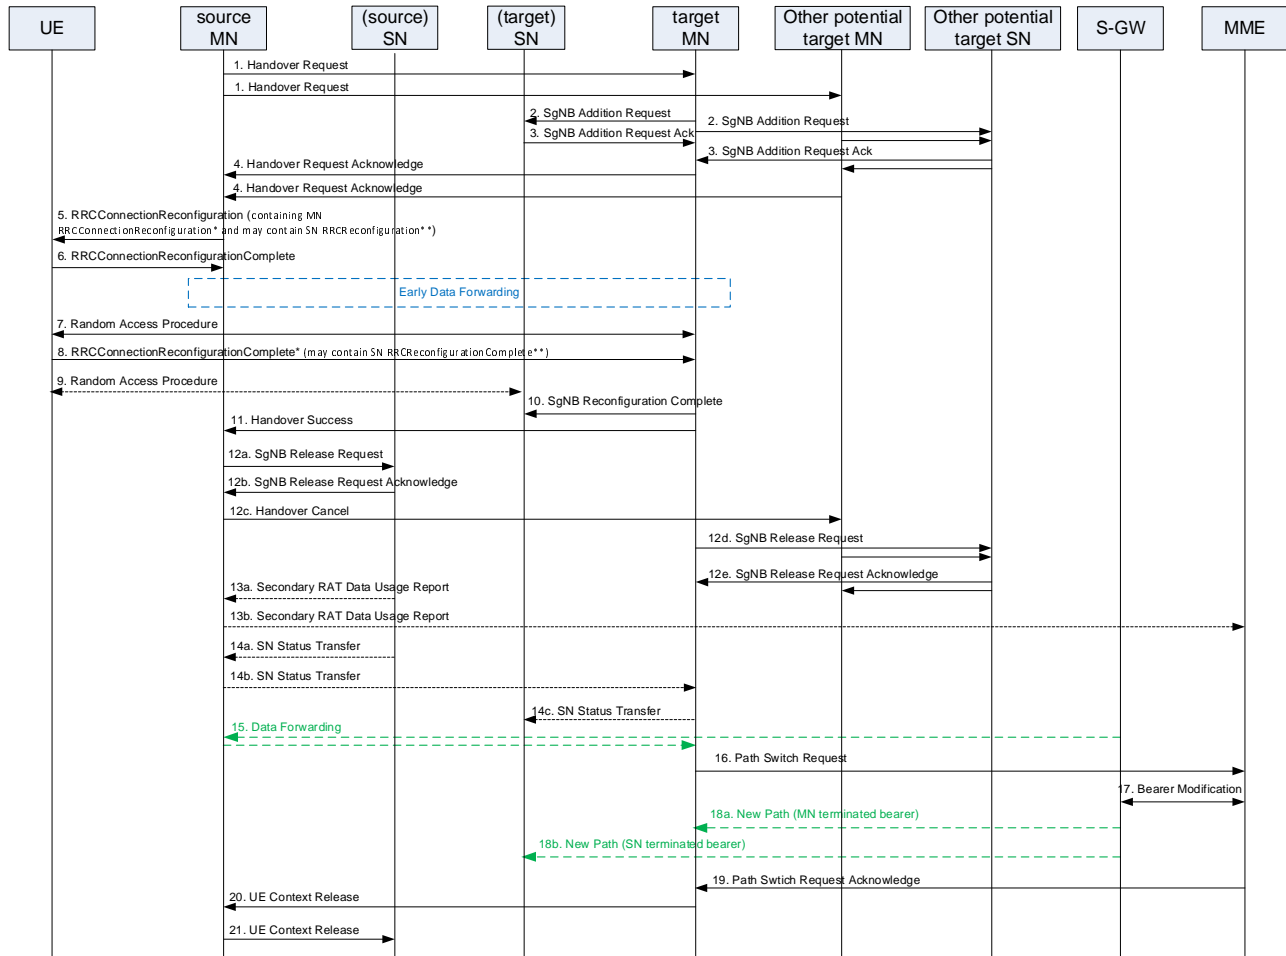 UE
source
MN
(source)
SN
(target)
SN
target
MN
Other potential
target MN
Other potential
target SN
S-GW
MME
1. Handover Request
1. Handover Request
2. SgNB Addition Request
2. SgNB Addition Request
3. SgNB Addition Request Ack
3. SgNB Addition Request Ack
4. Handover Request Acknowledge
4. Handover Request Acknowledge
5. RRCConnectionReconfiguration (containing MN
RRCConnectionReconfiguration* and may contain SN RRCReconfiguration**)
6. RRCConnectionReconfigurationComplete
Early Data Forwarding
7. Random Access Procedure
8. RRCConnectionReconfigurationComplete* (may contain SN RRCReconfigurationComplete**)
9. Random Access Procedure
10. SgNB Reconfiguration Complete
11. Handover Success
12a. SgNB Release Request
12b. SgNB Release Request Acknowledge
12c. Handover Cancel
12d. SgNB Release Request
12e. SgNB Release Request Acknowledge
13a. Secondary RAT Data Usage Report
13b. Secondary RAT Data Usage Report
14a. SN Status Transfer
14b. SN Status Transfer
14c. SN Status Transfer
15. Data Forwarding
16. Path Switch Request
17. Bearer Modification
18a. New Path (MN terminated bearer)
18b. New Path (SN terminated bearer)
19. Path Swtich Request Acknowledge
20. UE Context Release
21. UE Context Release